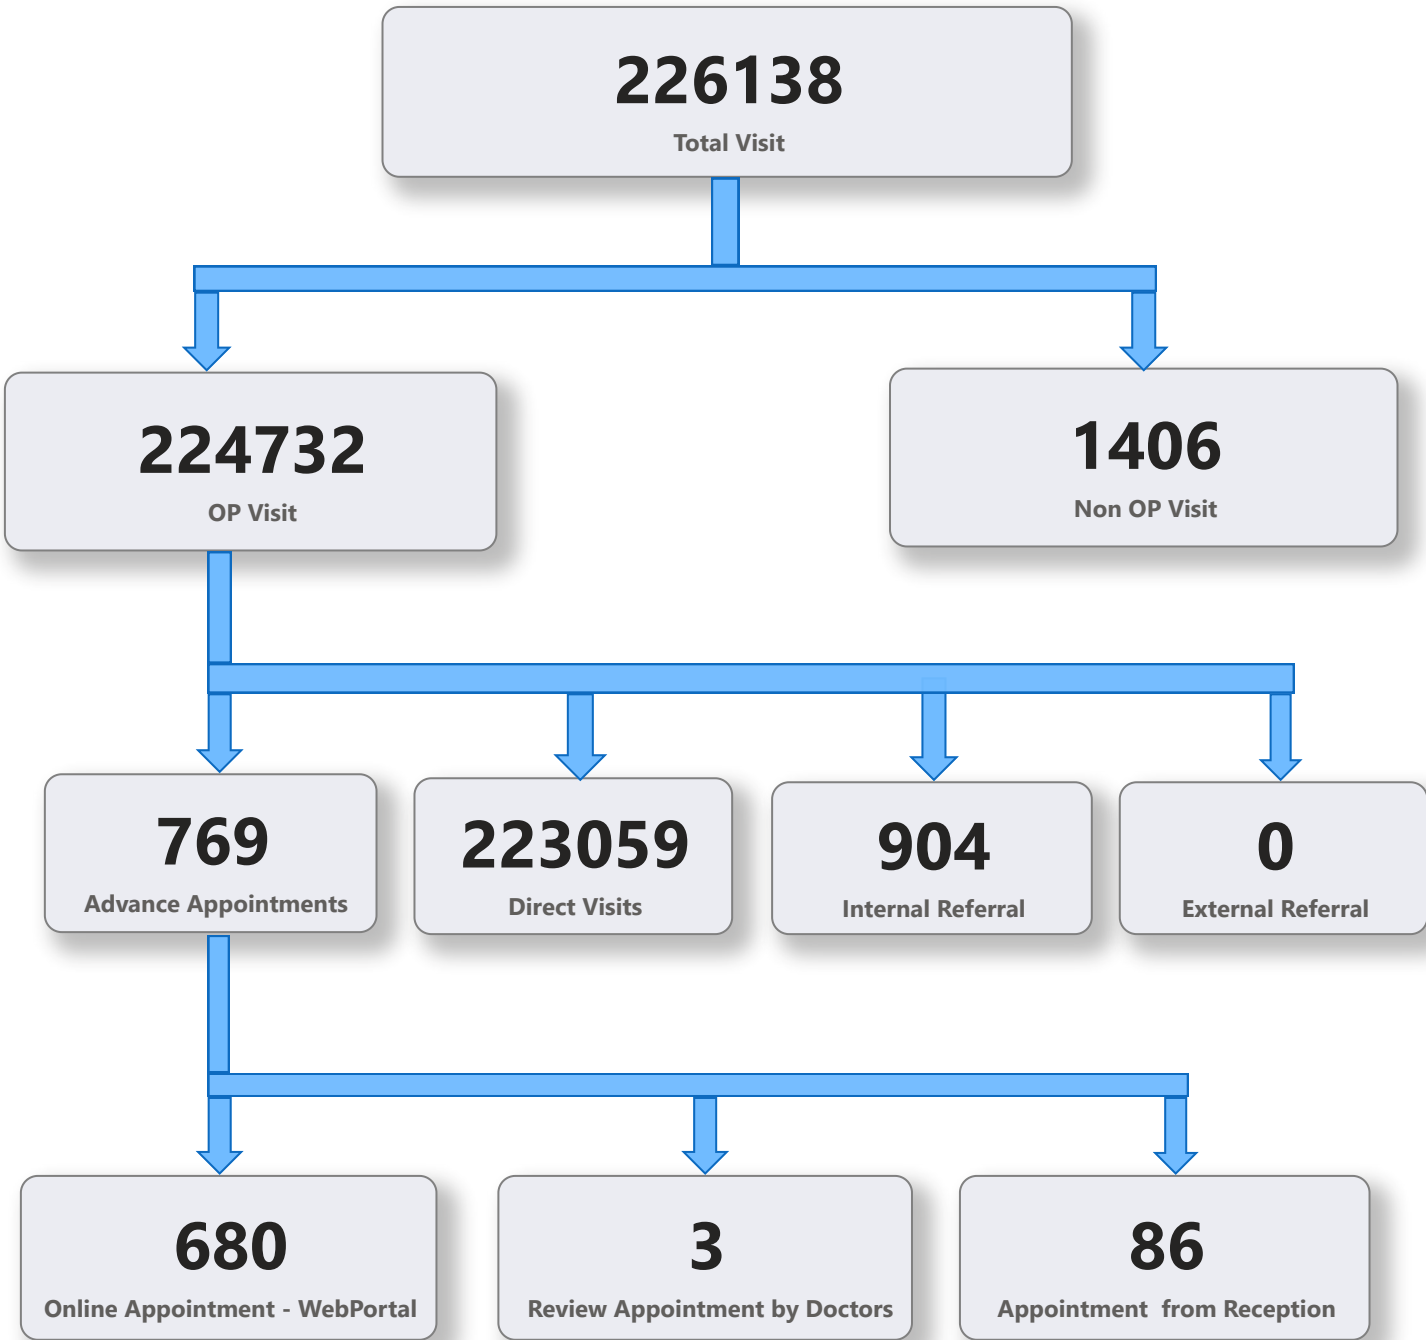 226138
Total Visit
224732
OP Visit
1406
Non OP Visit
769
Advance Appointments
223059
Direct Visits
904
Internal Referral
0
External Referral
680
Online Appointment - WebPortal
3
Review Appointment by Doctors
86
Appointment  from Reception